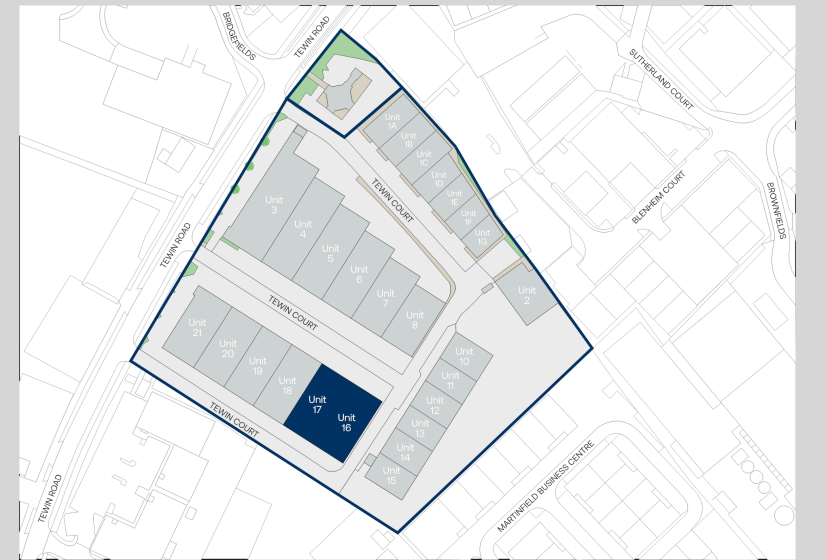 BRIDGEFIELDS
TEWIN ROAD
SUTHERLAND COURT
Unit
1A
Unit
1B
Unit
1C
Unit
1D
Unit
1E
Unit
1F
Unit
1G
TEWIN COURT
BLENHEIM COURT
BROWNFIELDS
Unit
3
Unit
4
Unit
5
Unit
6
Unit
7
Unit
8
TEWIN ROAD
Unit
2
TEWIN COURT
Unit
21
Unit
20
Unit
19
Unit
18
Unit
17
Unit
16
Unit
10
Unit
11
Unit
12
Unit
13
Unit
14
Unit
15
TEWIN COURT
TEWIN ROAD
MARTINFIELD BUSINESS CENTRE